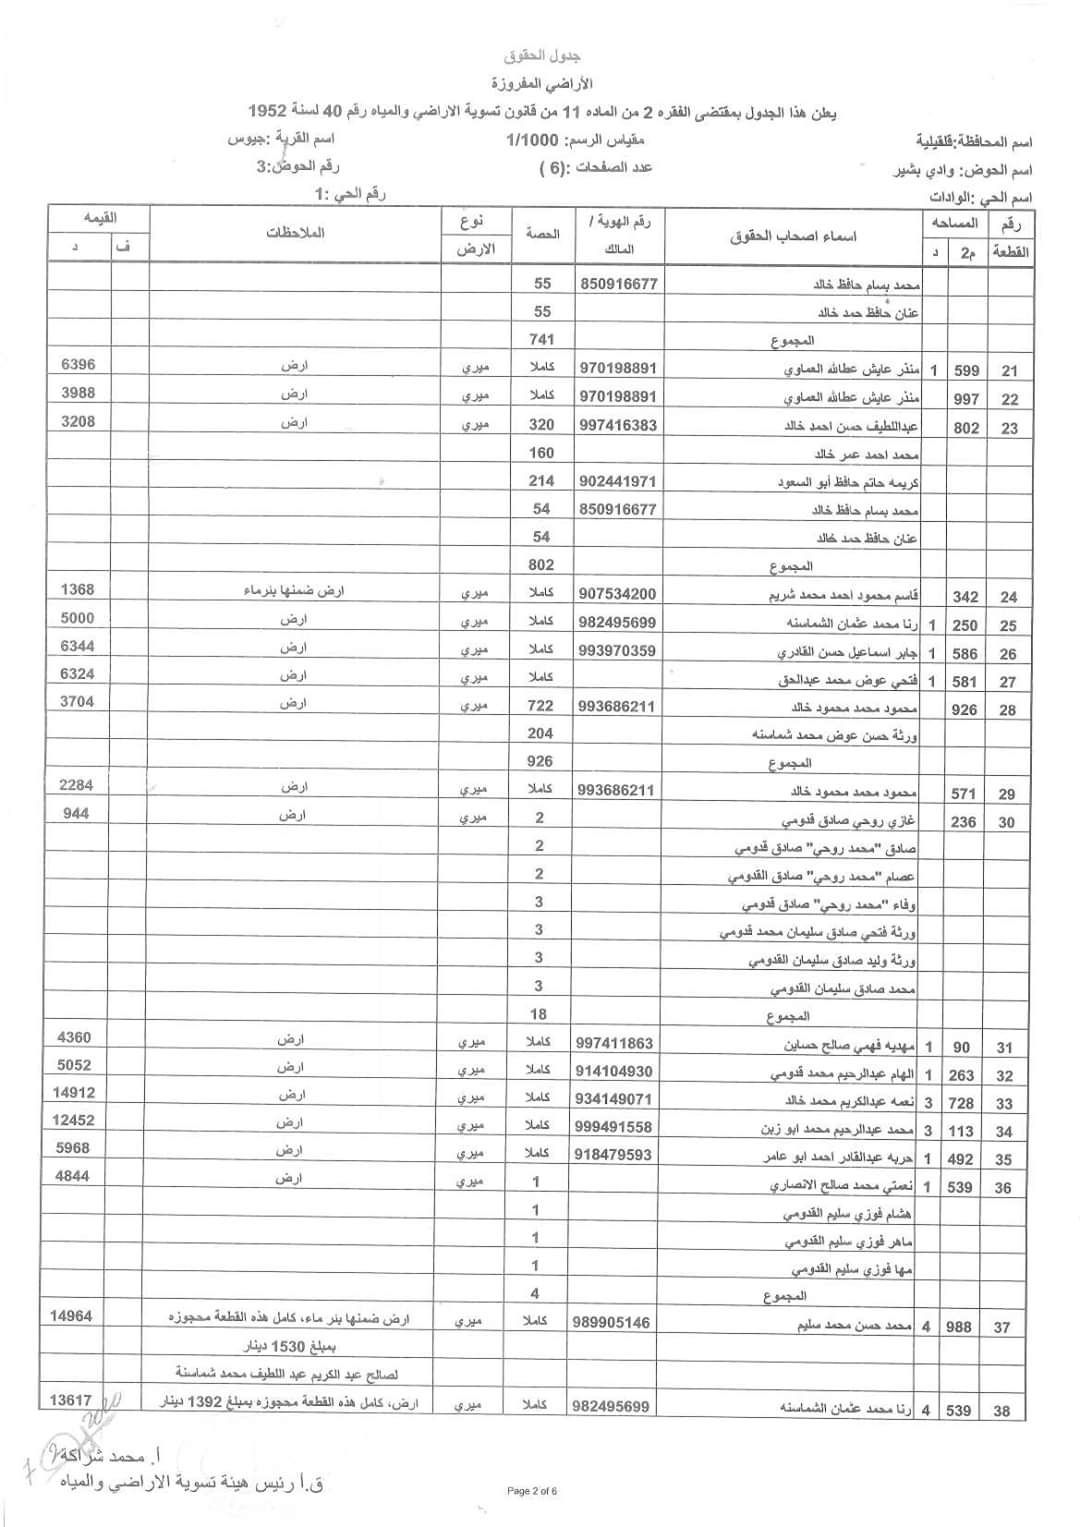 جدول الحقوق
الأراضي المفروزة
يعلن هذا الجدول بمقتضى الفقره 2 من الماده 11 من قانون تسوية الاراضي والمياه رقم 40 لسنة 1952
اسم المحافظة:قلقيلية مقياس الرسم: 1/1000 اسم القرية :جيوس
اسم الحوض: وادي بشير عدد الصفحات :(6 ) رقم الحوض:3
اسم الحي :الوادات رقم الحي :1
رقم القطعة المساحه م2 د اسماء اصحاب الحقوق رقم الهوية / المالك الحصة نوع الارض الملاحظات القيمه ف د
محمد بسام حافظ خالد 850916677 55
عنان حافظ حمد خالد 55
المجموع 741
21 599 1 منذر عايش عطالله العماوي 970198891 كاملا ميري ارض 6396
22 997 منذر عايش عطالله العماوي 970198891 كاملا ميري ارض 3988
23 802 عبداللطيف حسن احمد خالد 997416383 320 ميري ارض 3208
محمد احمد عمر خالد 160
كريمه حاتم حافظ أبو السعود 902441971 214
محمد بسام حافظ خالد 850916677 54
عنان حافظ حمد خالد 54
المجموع 802
24 342 قاسم محمود احمد محمد شريم 907534200 كاملا ميري ارض ضمنها بئرماء 1368
25 250 1 رنا محمد عثمان الشماسنه 982495699 كاملا ميري ارض 5000
26 586 1 جابر اسماعيل حسن القادري 993970359 كاملا ميري ارض 6344
27 581 1 فتحي عوض محمد عبدالحق كاملا ميري ارض 6324
28 926 محمود محمد محمود خالد 993686211 722 ميري ارض 3704
ورثة حسن عوض محمد شماسنه 204
المجموع 926
29 571 محمود محمد محمود خالد 993686211 كاملا ميري ارض 2284
30 236 غازي روحي صادق قدومي 2 ميري ارض 944
صادق "محمد روحي" صادق قدومي 2
عصام "محمد روحي" صادق القدومي 2
وفاء "محمد روحي" صادق قدومي 3
ورثة فتحي صادق سليمان محمد قدومي 3
ورثة وليد صادق سليمان القدومي 3
محمد صادق سليمان القدومي 3
المجموع 18
31 90 1 مهديه فهمي صالح حساين 997411863 كاملا ميري ارض 4360
32 263 1 الهام عبدالرحيم محمد قدومي 914104930 كاملا ميري ارض 5052
33 728 3 نعمه عبدالكريم محمد خالد 934149071 كاملا ميري ارض 14912
34 113 3 محمد عبدالرحيم محمد ابو زين 999491558 كاملا ميري ارض 12452
35 492 1 حربه عبدالقادر احمد ابو عامر 918479593 كاملا ميري ارض 5968
36 539 1 نعمتي محمد صالح الانصاري 1 ميري ارض 4844
هشام فوزي سليم القدومي 1
ماهر فوزي سليم القدومي 1
مها فوزي سليم القدومي 1
المجموع 4
37 988 4 محمد حسن محمد سليم 989905146 كاملا ميري ارض ضمنها بئر ماء، كامل هذه القطعة محجوزه 14964
بمبلغ 1530 دينار
لصالح عبد الكريم عبد اللطيف محمد شماسنة
38 539 4 رنا محمد عثمان الشماسنه 982495699 كاملا ميري ارض، كامل هذه القطعة محجوزه بمبلغ 1392 دينار 13617
أ. محمد شراكة
ق.أ رئيس هيئة تسوية الاراضي والمياه
Page 2 of 6